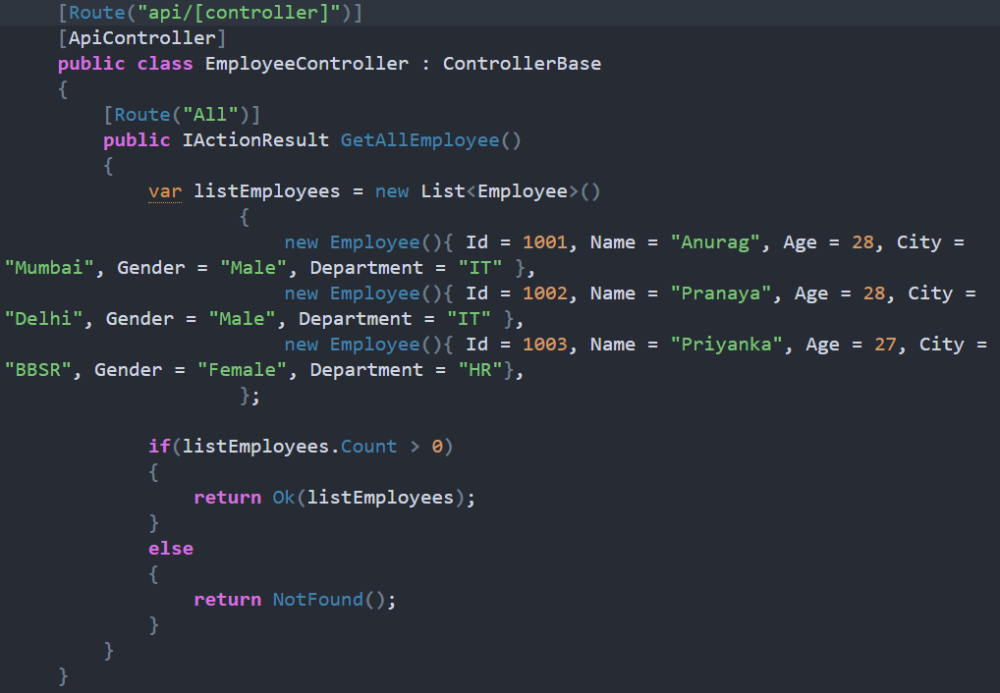 [Route("api/[controller]")]
[ApiController]
public class EmployeeController : ControllerBase
{
[Route("All")]
public IActionResult GetAllEmployee()
{
var listEmployees = new List<Employee>()
{
new Employee(){ Id = 1001, Name = "Anurag", Age = 28, City =
"Mumbai", Gender = "Male", Department = "IT" },
new Employee(){ Id = 1002, Name = "Pranaya", Age = 28, City =
"Delhi", Gender = "Male", Department = "IT" },
new Employee(){ Id = 1003, Name = "Priyanka", Age = 27, City =
"BBSR", Gender = "Female", Department = "HR"},
};
if(listEmployees.Count > 0)
{
return Ok(listEmployees);
}
else
{
return NotFound();
}
}
}